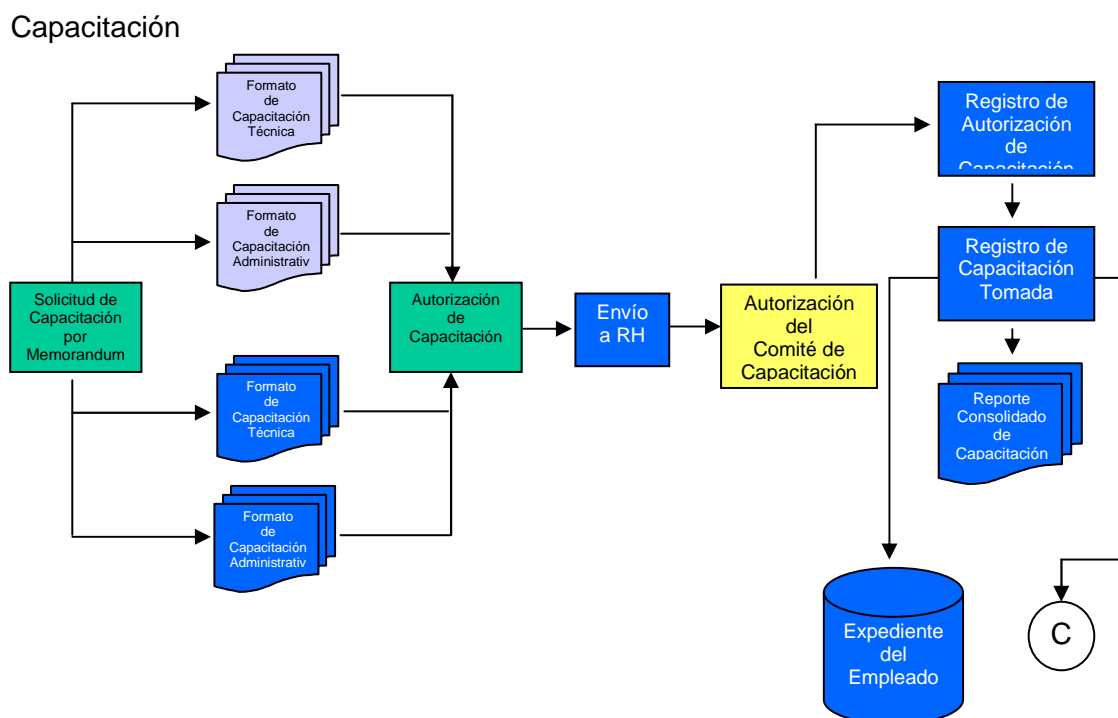 Capacitación
Formato
de
Capacitación
Técnica
Formato
de
Capacitación
Administrativ
Solicitud de
Capacitación
por
Memorandum
Formato
de
Capacitación
Técnica
Formato
de
Capacitación
Administrativ
Autorización
de
Capacitación
Envío
a RH
Autorización
del
Comité de
Capacitación
Registro de
Autorización
de
Capacitación
Registro de
Capacitación
Tomada
Reporte
Consolidado
de
Capacitación
Expediente
del
Empleado
C